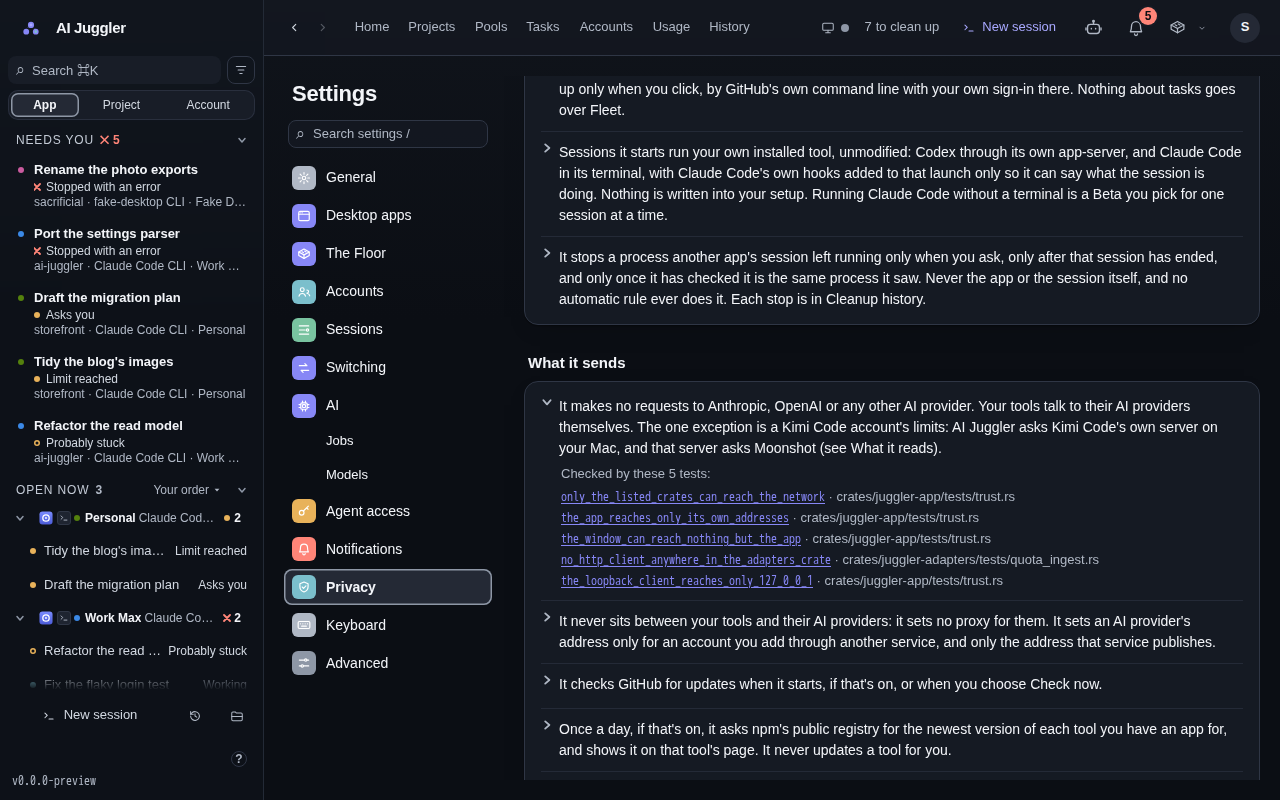 AI Juggler
Search ⌘K
App Project Account
NEEDS YOU 5
Rename the photo exports
Stopped with an error
sacrificial · fake-desktop CLI · Fake D…
Port the settings parser
Stopped with an error
ai-juggler · Claude Code CLI · Work …
Draft the migration plan
Asks you
storefront · Claude Code CLI · Personal
Tidy the blog's images
Limit reached
storefront · Claude Code CLI · Personal
Refactor the read model
Probably stuck
ai-juggler · Claude Code CLI · Work …
OPEN NOW 3 Your order
Personal Claude Cod… 2
Tidy the blog's ima… Limit reached
Draft the migration plan Asks you
Work Max Claude Co… 2
Refactor the read … Probably stuck
Fix the flaky login test Working
New session
?
v0.0.0-preview
Home Projects Pools Tasks Accounts Usage History
7 to clean up
New session
5
S
Settings
Search settings /
General
Desktop apps
The Floor
Accounts
Sessions
Switching
AI
Jobs
Models
Agent access
Notifications
Privacy
Keyboard
Advanced
up only when you click, by GitHub's own command line with your own sign-in there. Nothing about tasks goes
over Fleet.
Sessions it starts run your own installed tool, unmodified: Codex through its own app-server, and Claude Code
in its terminal, with Claude Code's own hooks added to that launch only so it can say what the session is
doing. Nothing is written into your setup. Running Claude Code without a terminal is a Beta you pick for one
session at a time.
It stops a process another app's session left running only when you ask, only after that session has ended,
and only once it has checked it is the same process it saw. Never the app or the session itself, and no
automatic rule ever does it. Each stop is in Cleanup history.
What it sends
It makes no requests to Anthropic, OpenAI or any other AI provider. Your tools talk to their AI providers
themselves. The one exception is a Kimi Code account's limits: AI Juggler asks Kimi Code's own server on
your Mac, and that server asks Moonshot (see What it reads).
Checked by these 5 tests:
only_the_listed_crates_can_reach_the_network · crates/juggler-app/tests/trust.rs
the_app_reaches_only_its_own_addresses · crates/juggler-app/tests/trust.rs
the_window_can_reach_nothing_but_the_app · crates/juggler-app/tests/trust.rs
no_http_client_anywhere_in_the_adapters_crate · crates/juggler-adapters/tests/quota_ingest.rs
the_loopback_client_reaches_only_127_0_0_1 · crates/juggler-app/tests/trust.rs
It never sits between your tools and their AI providers: it sets no proxy for them. It sets an AI provider's
address only for an account you add through another service, and only the address that service publishes.
It checks GitHub for updates when it starts, if that's on, or when you choose Check now.
Once a day, if that's on, it asks npm's public registry for the newest version of each tool you have an app for,
and shows it on that tool's page. It never updates a tool for you.